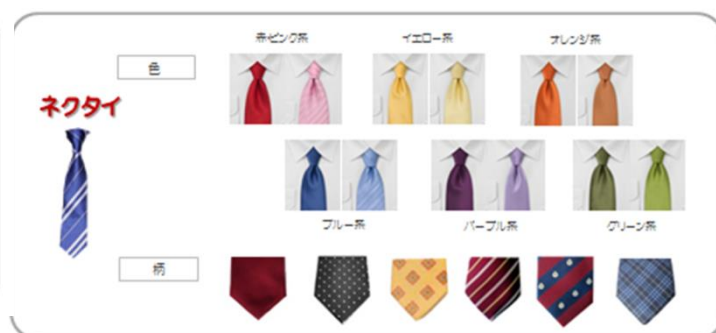 赤・ピンク系
イエロー系
オレンジ系
色
ネクタイ
ブルー系
パープル系
グリーン系
柄